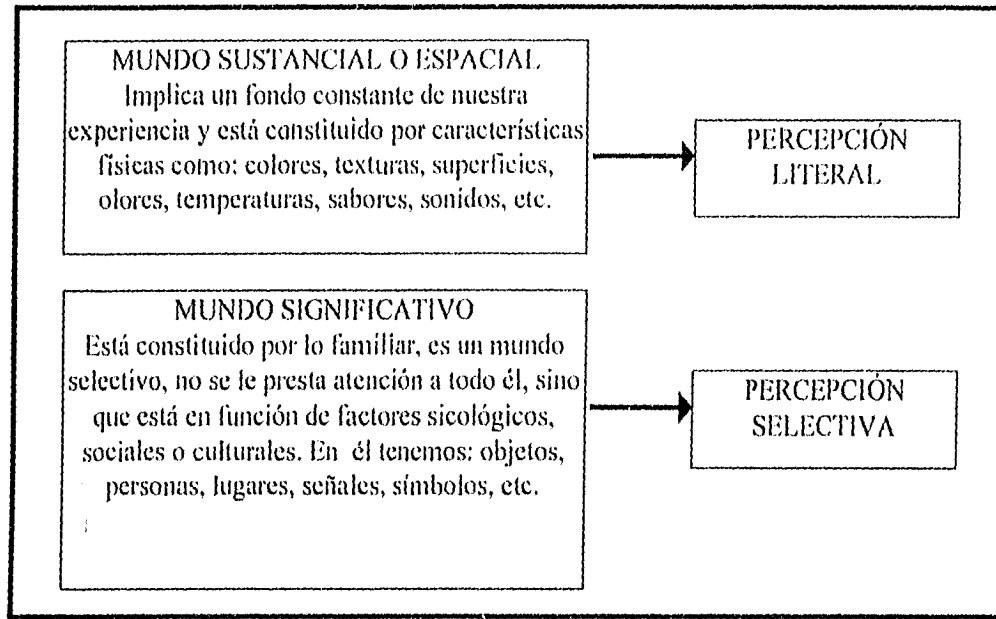 MUNDO SUSTANCIAL O ESPACIAL
Implica un fondo constante de nuestra
experiencia y está constituido por características
físicas como: colores, texturas, superficies,
olores, temperaturas, sabores, sonidos, etc.
PERCEPCIÓN
LITERAL
MUNDO SIGNIFICATIVO
Está constituido por lo familiar, es un mundo
selectivo, no se le presta atención a todo él, sino
que está en función de factores sicológicos,
sociales o culturales. En él tenemos: objetos,
personas, lugares, señales, símbolos, etc.
PERCEPCIÓN
SELECTIVA